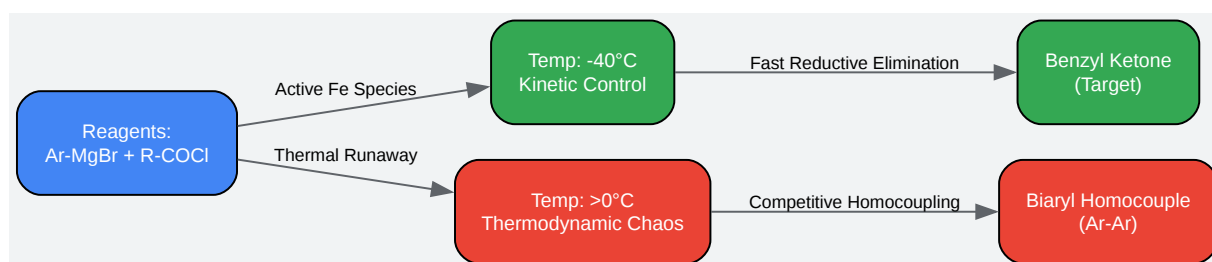 Reagents:
Ar-MgBr + R-COCl
Active Fe Species
Thermal Runaway
Temp: -40°C
Kinetic Control
Fast Reductive Elimination
Benzyl Ketone
(Target)
Temp: >0°C
Thermodynamic Chaos
Competitive Homocoupling
Biaryl Homocouple
(Ar-Ar)